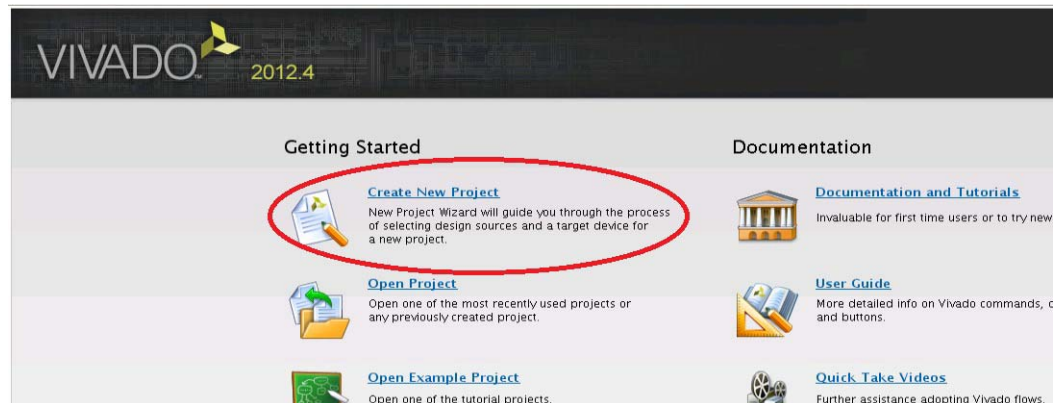 VIVADO 2012.4
Getting Started
Create New Project
New Project Wizard will guide you through the process
of selecting design sources and a target device for
a new project.
Open Project
Open one of the most recently used projects or
any previously created project.
Open Example Project
Open one of the tutorial projects.
Documentation
Documentation and Tutorials
Invaluable for first time users or to try new
User Guide
More detailed info on Vivado commands,
and buttons.
Quick Take Videos
Further assistance adopting Vivado flows.